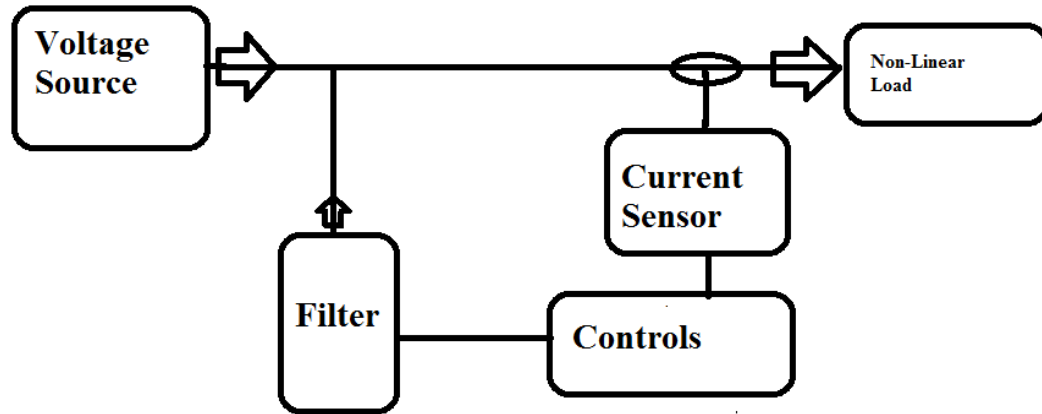 Voltage
Source
Non-Linear
Load
Current
Sensor
Filter
Controls